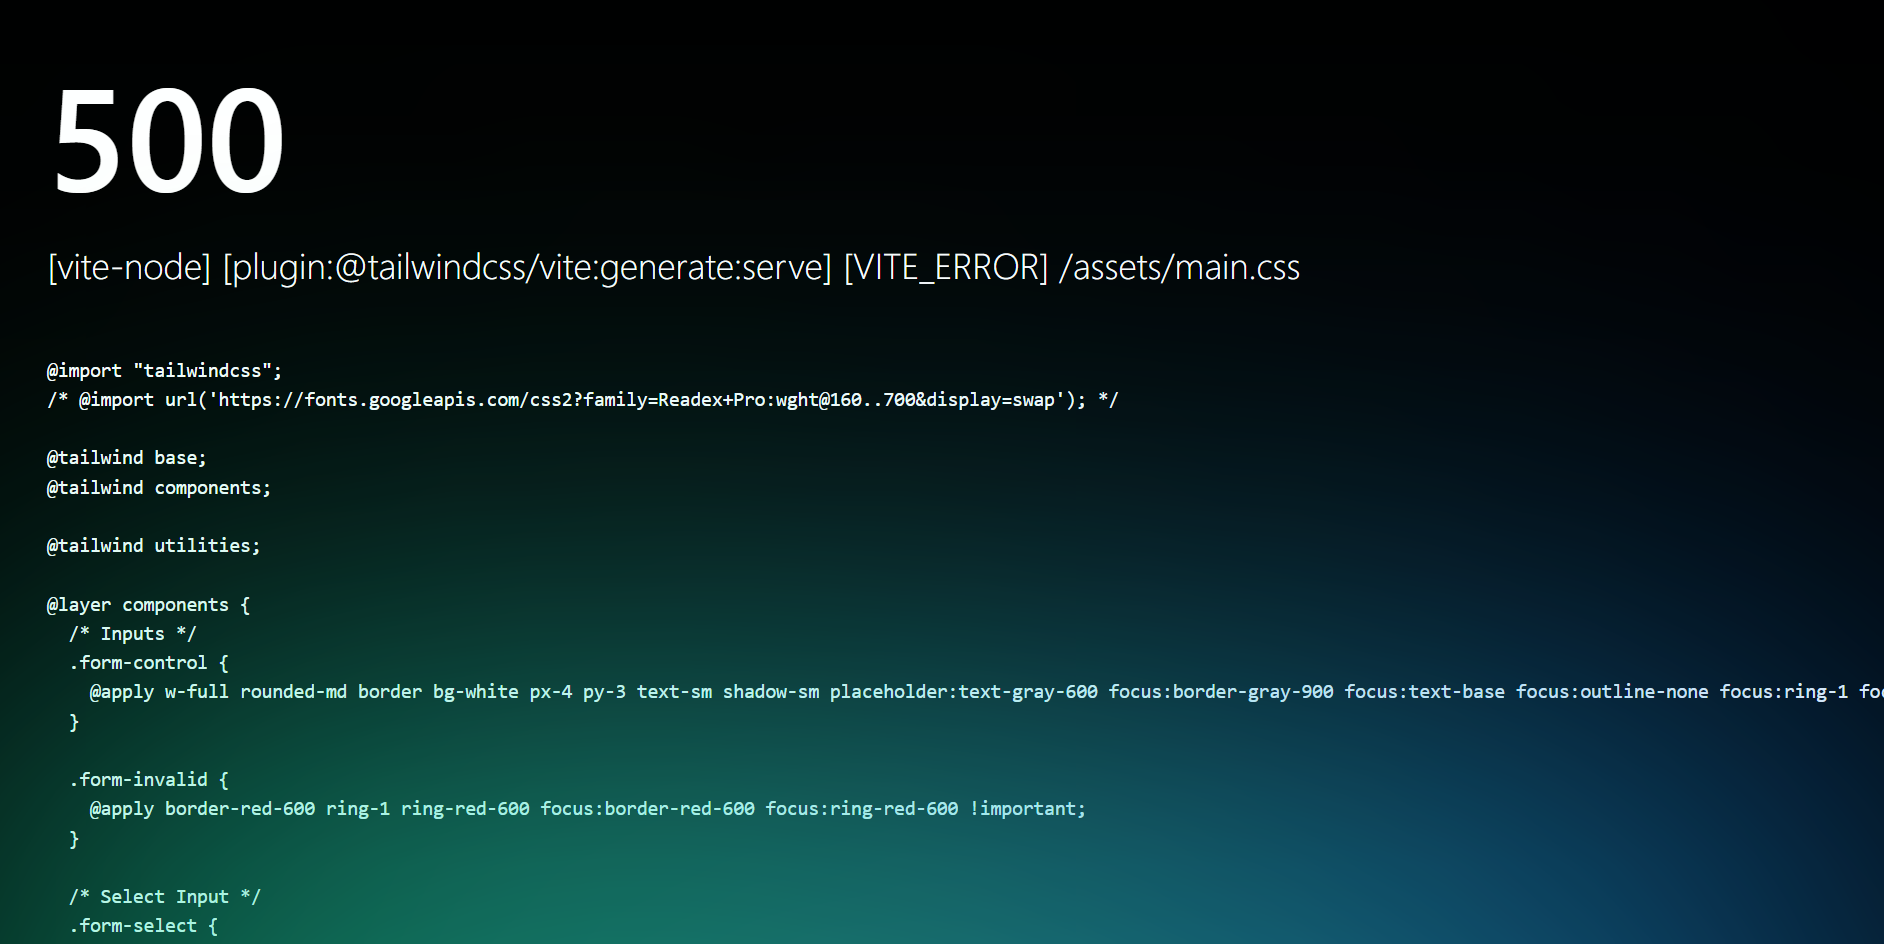 500
[vite-node] [plugin:@tailwindcss/vite:generate:serve] [VITE_ERROR] /assets/main.css
@import "tailwindcss";
/* @import url('https://fonts.googleapis.com/css2?family=Readex+Pro:wght@160..700&display=swap'); */
@tailwind base;
@tailwind components;
@tailwind utilities;
@layer components {
/* Inputs */
.form-control {
@apply w-full rounded-md border bg-white px-4 py-3 text-sm shadow-sm placeholder:text-gray-600 focus:border-gray-900 focus:text-base focus:outline-none focus:ring-1
}
.form-invalid {
@apply border-red-600 ring-1 ring-red-600 focus:border-red-600 focus:ring-red-600 !important;
}
/* Select Input */
.form-select {